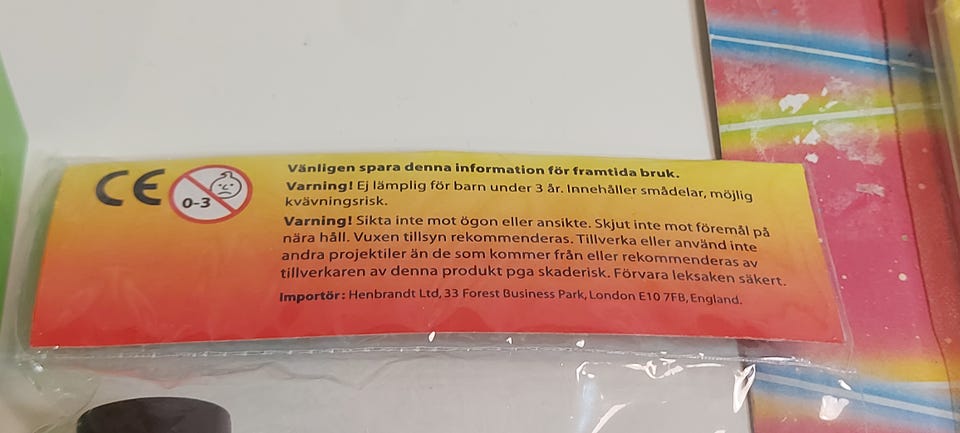 CE
0-3
Vänligen spara denna information för framtida bruk.
Varning! Ej lämplig för barn under 3 år. Innehåller smådelar, möjlig
kvävningsrisk.
Varning! Sikta inte mot ögon eller ansikte. Skjut inte mot föremål på
nära håll. Vuxen tillsyn rekommenderas. Tillverka eller använd inte
andra projektiler än de som kommer från eller rekommenderas av
tillverkaren av denna produkt pga skaderisk. Förvara leksaken säkert.
Importör: Henbrandt Ltd, 33 Forest Business Park, London E10 7FB, England.